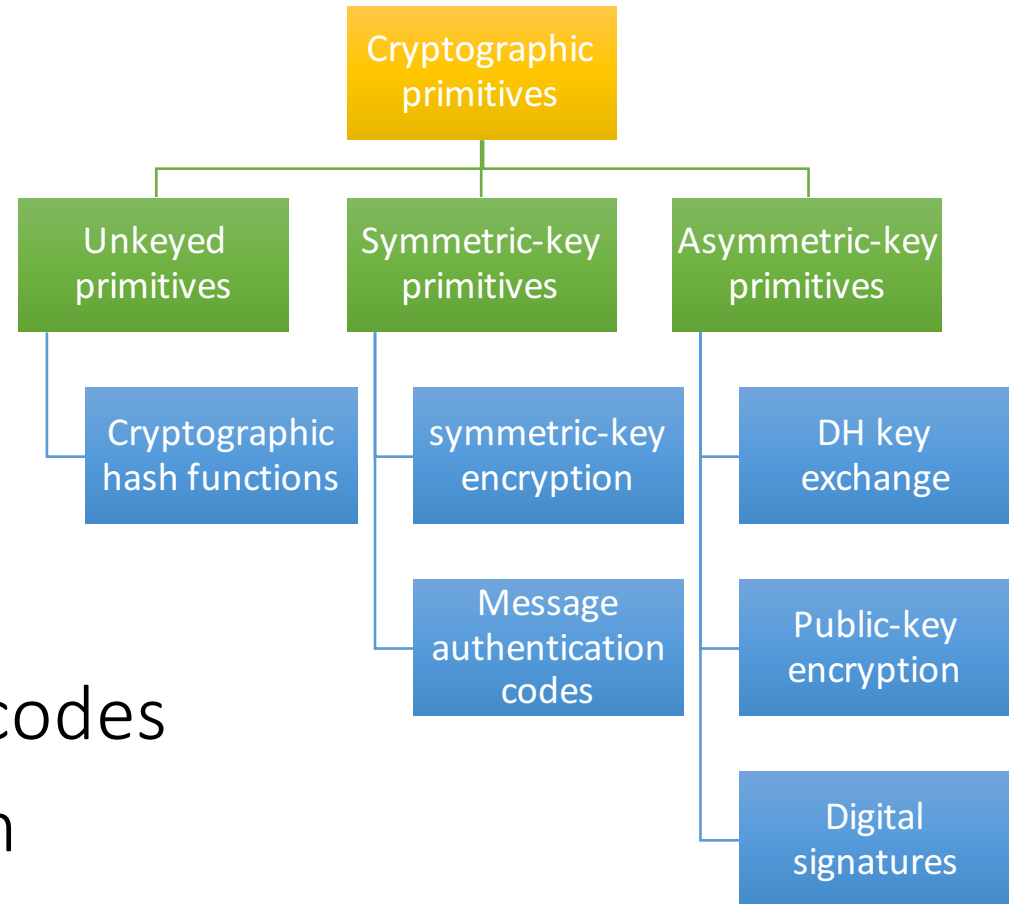 Cryptographic
primitives
Unkeyed
primitives
Cryptographic
hash functions
Symmetric-key
primitives
symmetric-key
encryption
Message
authentication
codes
Asymmetric-key
primitives
DH key
exchange
Public-key
encryption
Digital
signatures
codes